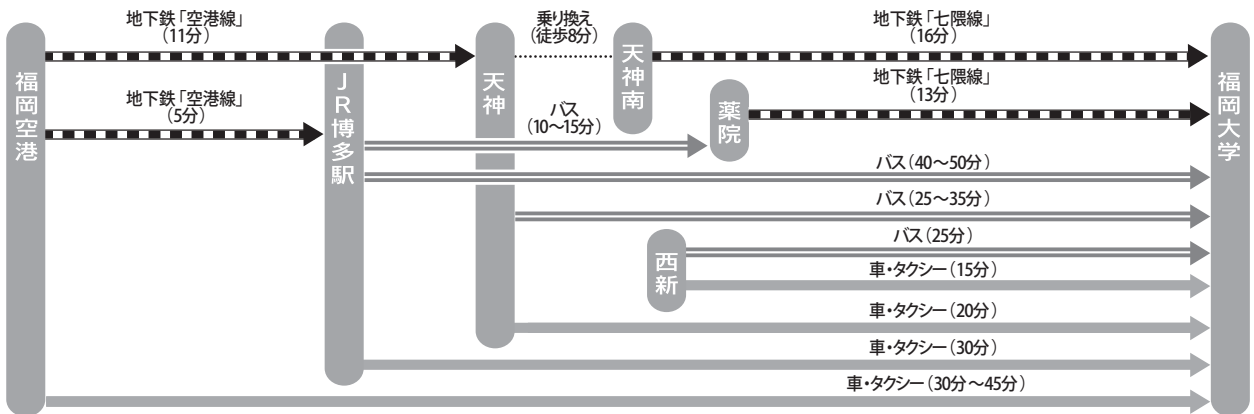 地下鉄「空港線」
(11分)
乗り換え
(徒歩8分)
地下鉄「七隈線」
(16分)
福岡空港
JR博多駅
天神
天神南
福岡大学
地下鉄「空港線」
(5分)
バス
(10〜15分)
薬院
地下鉄「七隈線」
(13分)
バス(40〜50分)
バス(25〜35分)
西新
バス(25分)
車・タクシー(15分)
車・タクシー(20分)
車・タクシー(30分)
車・タクシー(30分〜45分)